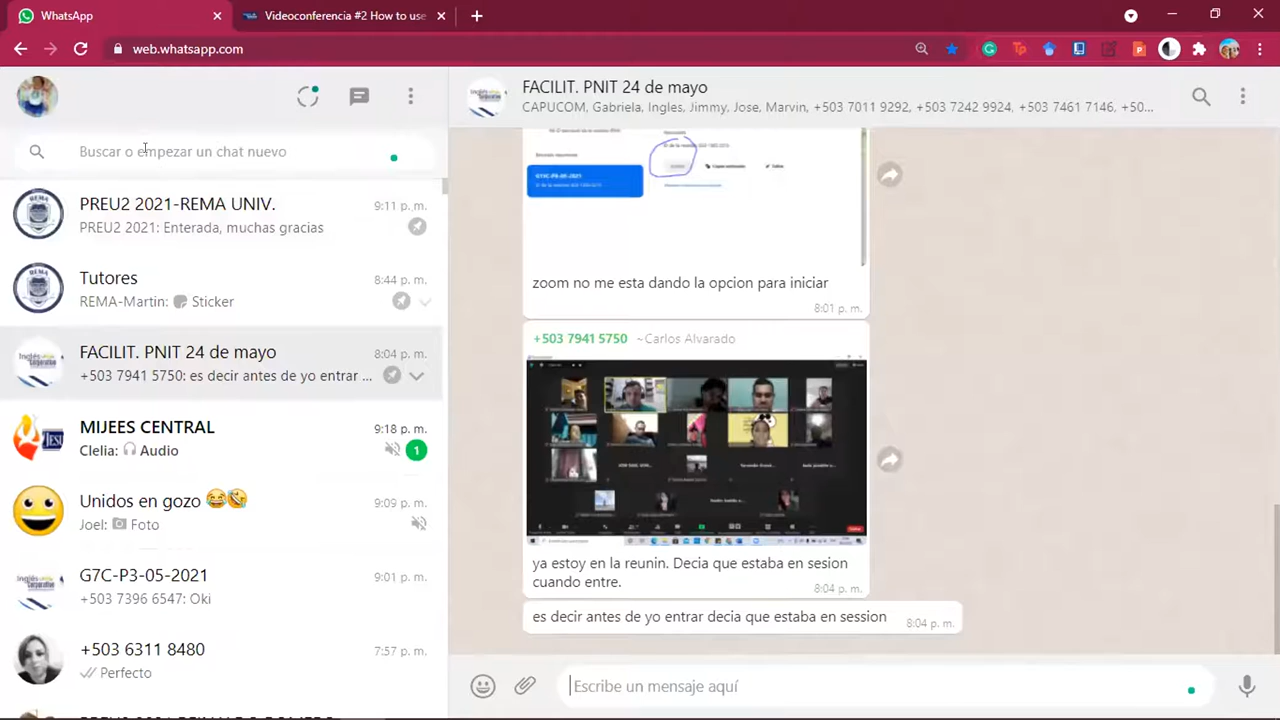 WhatsApp
Videoconferencia #2 How to use
web.whatsapp.com
FACILIT. PNIT 24 de mayo
CAPUCOM, Gabriela, Ingles, Jimmy, Jose, Marvin, +503 7011 9292, +503 7242 9924, +503 7461 7146, +50...
Buscar o empezar un chat nuevo
PREU2 2021-REMA UNIV.
9:11 p. m.
PREU2 2021: Enterada, muchas gracias
Tutores
8:44 p. m.
REMA-Martin: Sticker
FACILIT. PNIT 24 de mayo
8:04 p. m.
+503 7941 5750: es decir antes de yo entrar ...
MIJEES CENTRAL
9:18 p. m.
Clelia: Audio
1
Unidos en gozo 😂🤣
9:09 p. m.
Joel: Foto
G7C-P3-05-2021
9:01 p. m.
+503 7396 6547: Oki
+503 6311 8480
7:57 p. m.
Perfecto
zoom no me esta dando la opcion para iniciar
8:01 p. m.
+503 7941 5750 ~Carlos Alvarado
ya estoy en la reunin. Decia que estaba en sesion
cuando entre.
8:04 p. m.
es decir antes de yo entrar decia que estaba en session
8:04 p. m.
Escribe un mensaje aquí